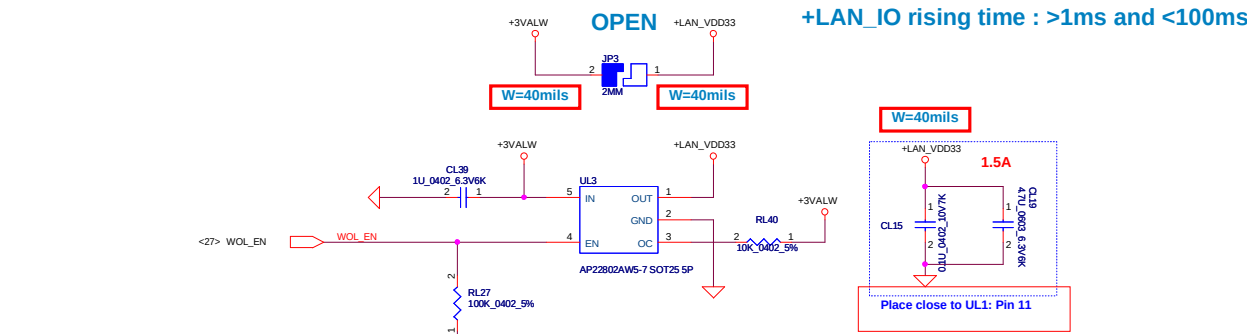 +LAN_IO rising time : >1ms and <100ms
+3VALW
OPEN
+LAN_VDD33
JP3
2
1
2MM
W=40mils
W=40mils
W=40mils
+3VALW
+LAN_VDD33
+LAN_VDD33
1.5A
CL39
1U_0402_6.3V6K
2
1
UL3
5
IN
OUT
1
GND
2
4
EN
OC
3
AP22802AW5-7 SOT25 5P
+3VALW
RL40
2
1
10K_0402_5%
<27> WOL_EN
WOL_EN
2
RL27
100K_0402_5%
1
CL15
1
2
0.1U_0402_10V7K
1
2
CL19
4.7U_0603_6.3V6K
Place close to UL1: Pin 11